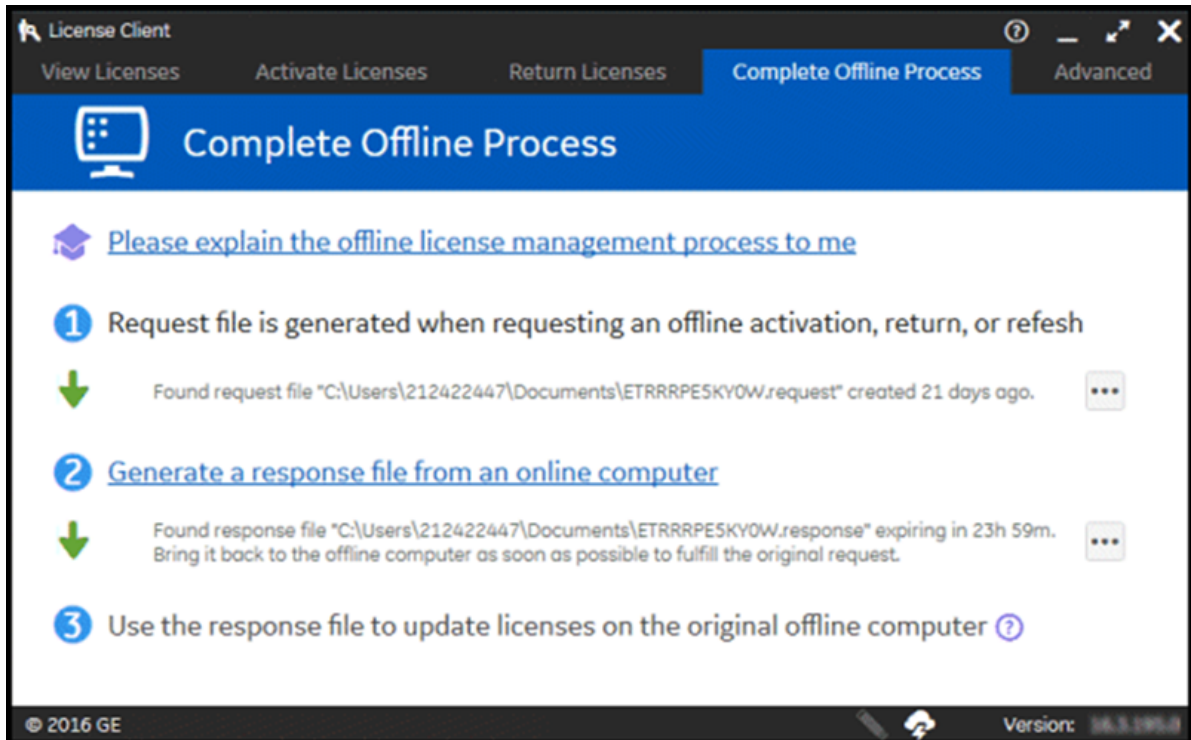 License Client
View Licenses Activate Licenses Return Licenses Complete Offline Process Advanced
Complete Offline Process
Please explain the offline license management process to me
1 Request file is generated when requesting an offline activation, return, or refesh
Found request file "C:\Users\212422447\Documents\ETRRRPE5KY0W.request" created 21 days ago.
2 Generate a response file from an online computer
Found response file "C:\Users\212422447\Documents\ETRRRPE5KY0W.response" expiring in 23h 59m.
Bring it back to the offline computer as soon as possible to fulfill the original request.
3 Use the response file to update licenses on the original offline computer ?
© 2016 GE Version: